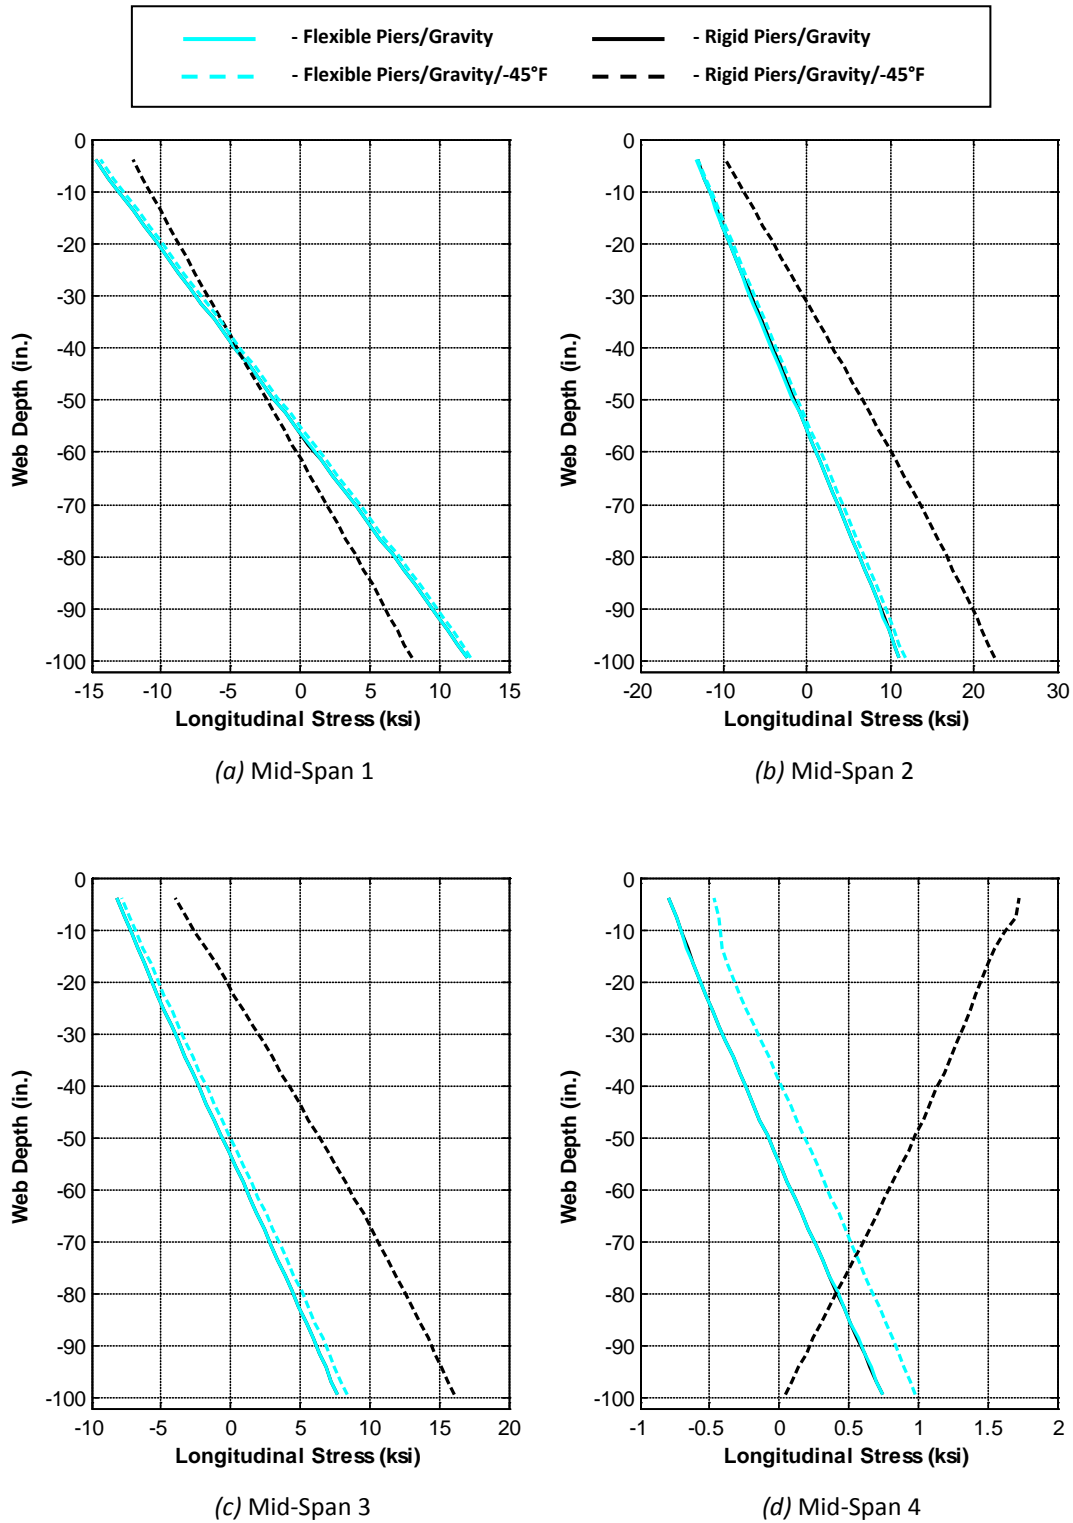 - Flexible Piers/Gravity
- Rigid Piers/Gravity
- Flexible Piers/Gravity/-45°F
- Rigid Piers/Gravity/-45°F
0
-10
-20
-30
-40
-50
-60
-70
-80
-90
-100
Web Depth (in.)
-15 -10 -5 0 5 10 15
Longitudinal Stress (ksi)
(a) Mid-Span 1
0
-10
-20
-30
-40
-50
-60
-70
-80
-90
-100
Web Depth (in.)
-20 -10 0 10 20 30
Longitudinal Stress (ksi)
(b) Mid-Span 2
0
-10
-20
-30
-40
-50
-60
-70
-80
-90
-100
Web Depth (in.)
-10 -5 0 5 10 15 20
Longitudinal Stress (ksi)
(c) Mid-Span 3
0
-10
-20
-30
-40
-50
-60
-70
-80
-90
-100
Web Depth (in.)
-1 -0.5 0 0.5 1 1.5 2
Longitudinal Stress (ksi)
(d) Mid-Span 4